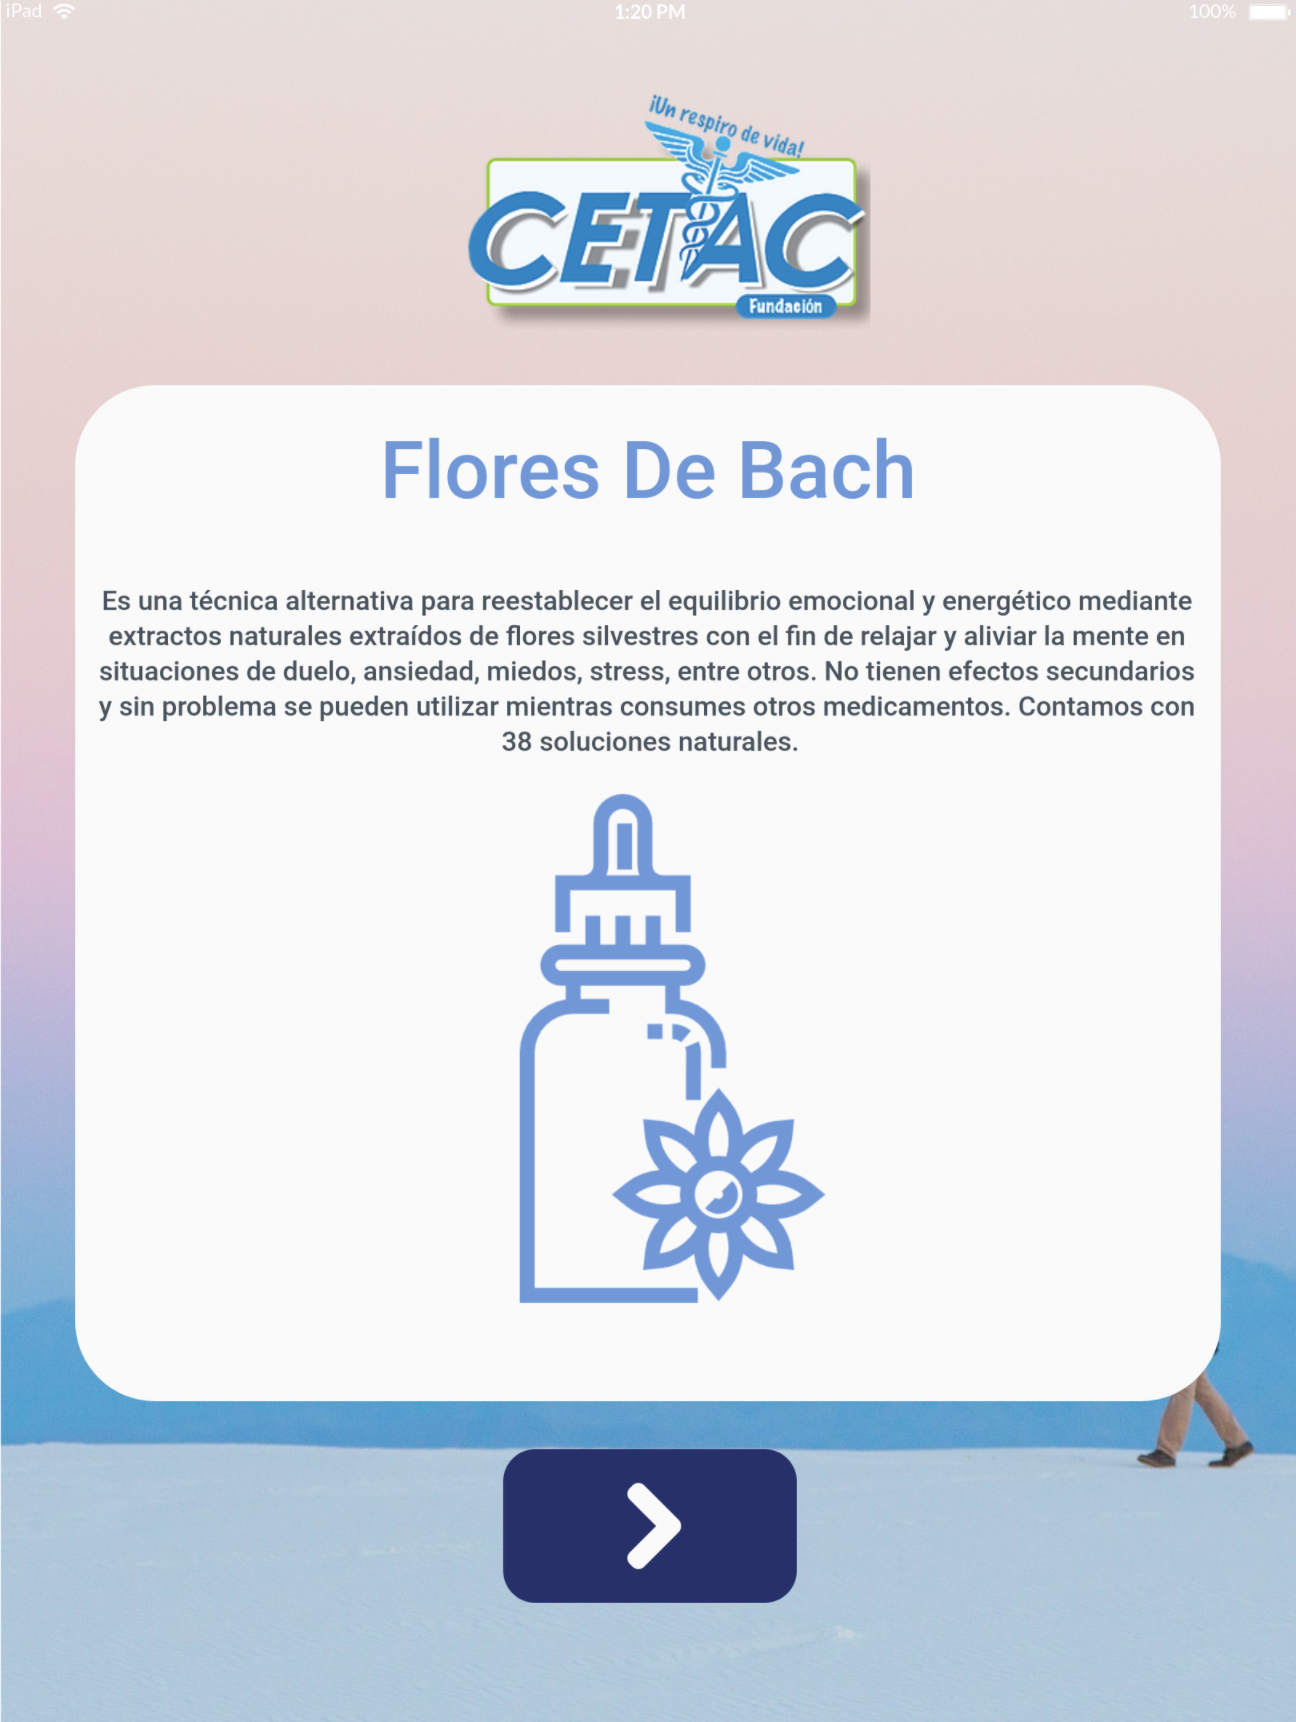 iPad 1:20 PM 100%
¡Un respiro de vida!
CETAC
Fundación
Flores De Bach
Es una técnica alternativa para reestablecer el equilibrio emocional y energético mediante
extractos naturales extraídos de flores silvestres con el fin de relajar y aliviar la mente en
situaciones de duelo, ansiedad, miedos, stress, entre otros. No tienen efectos secundarios
y sin problema se pueden utilizar mientras consumes otros medicamentos. Contamos con
38 soluciones naturales.